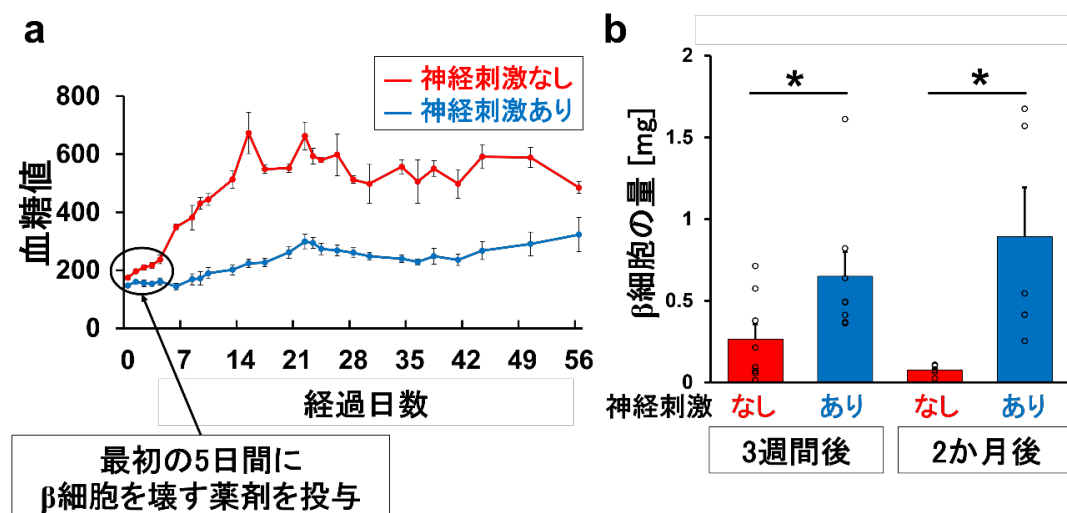 a
神経刺激なし
神経刺激あり
800
600
400
200
0
血糖値
0 7 14 21 28 35 42 49 56
経過日数
最初の5日間に
β細胞を壊す薬剤を投与
b
2
1.5
1
0.5
0
β細胞の量 [mg]
* *
神経刺激 なし あり なし あり
3週間後 2か月後